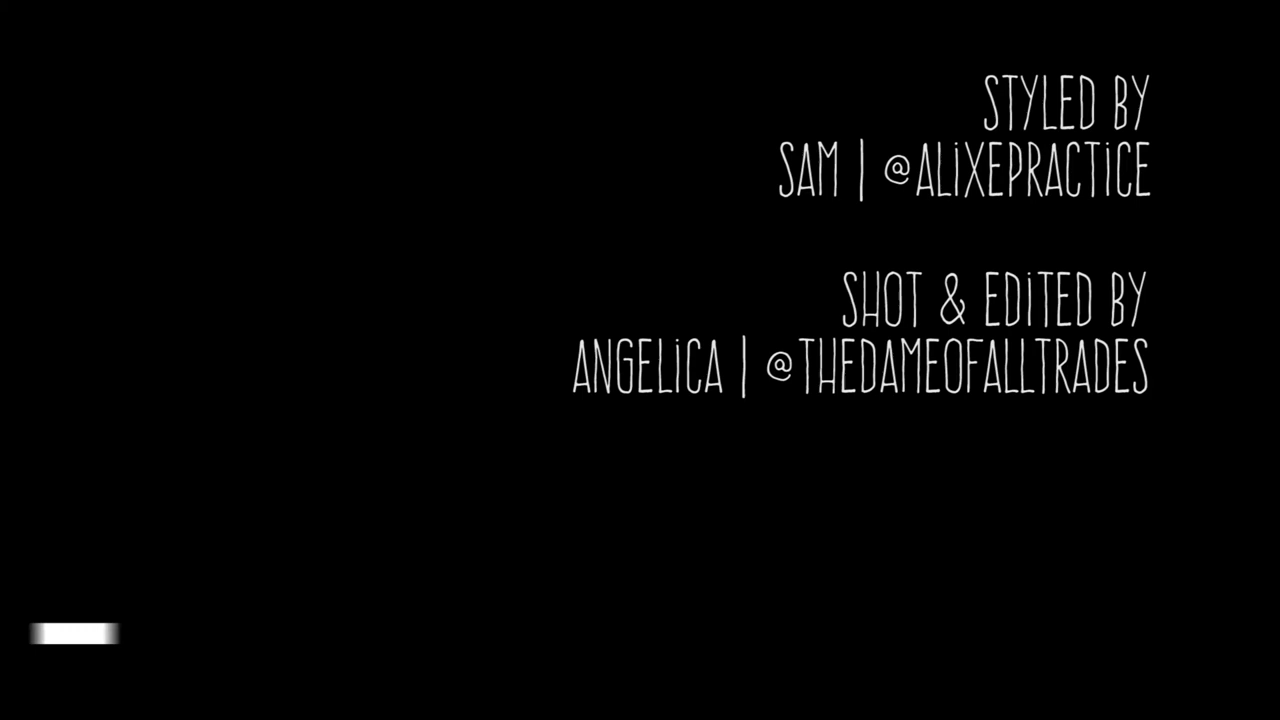 STYLED BY
SAM | @ALiXEPRACTiCE
SHOT & EDiTED BY
ANGELiCA | @THEDAMEOFALLTRADES